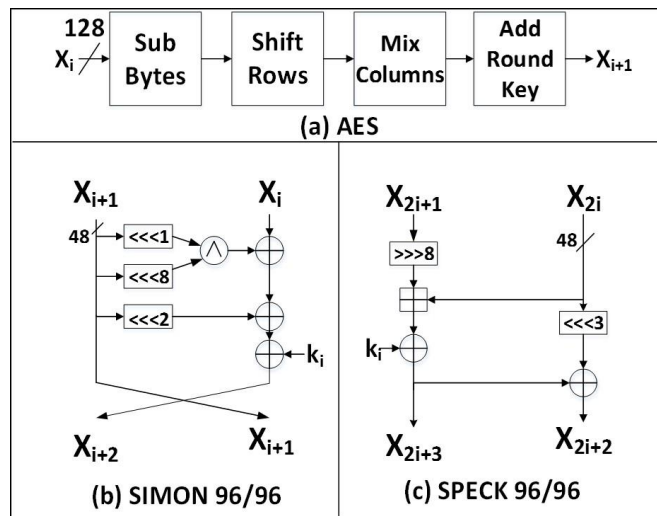 128
Xi
Sub Bytes
Shift Rows
Mix Columns
Add Round Key
Xi+1
(a) AES
Xi+1
Xi
48
<<<1
∧
<<<8
<<<2
ki
Xi+2
Xi+1
(b) SIMON 96/96
X2i+1
X2i
48
>>>8
<<<3
ki
X2i+3
X2i+2
(c) SPECK 96/96